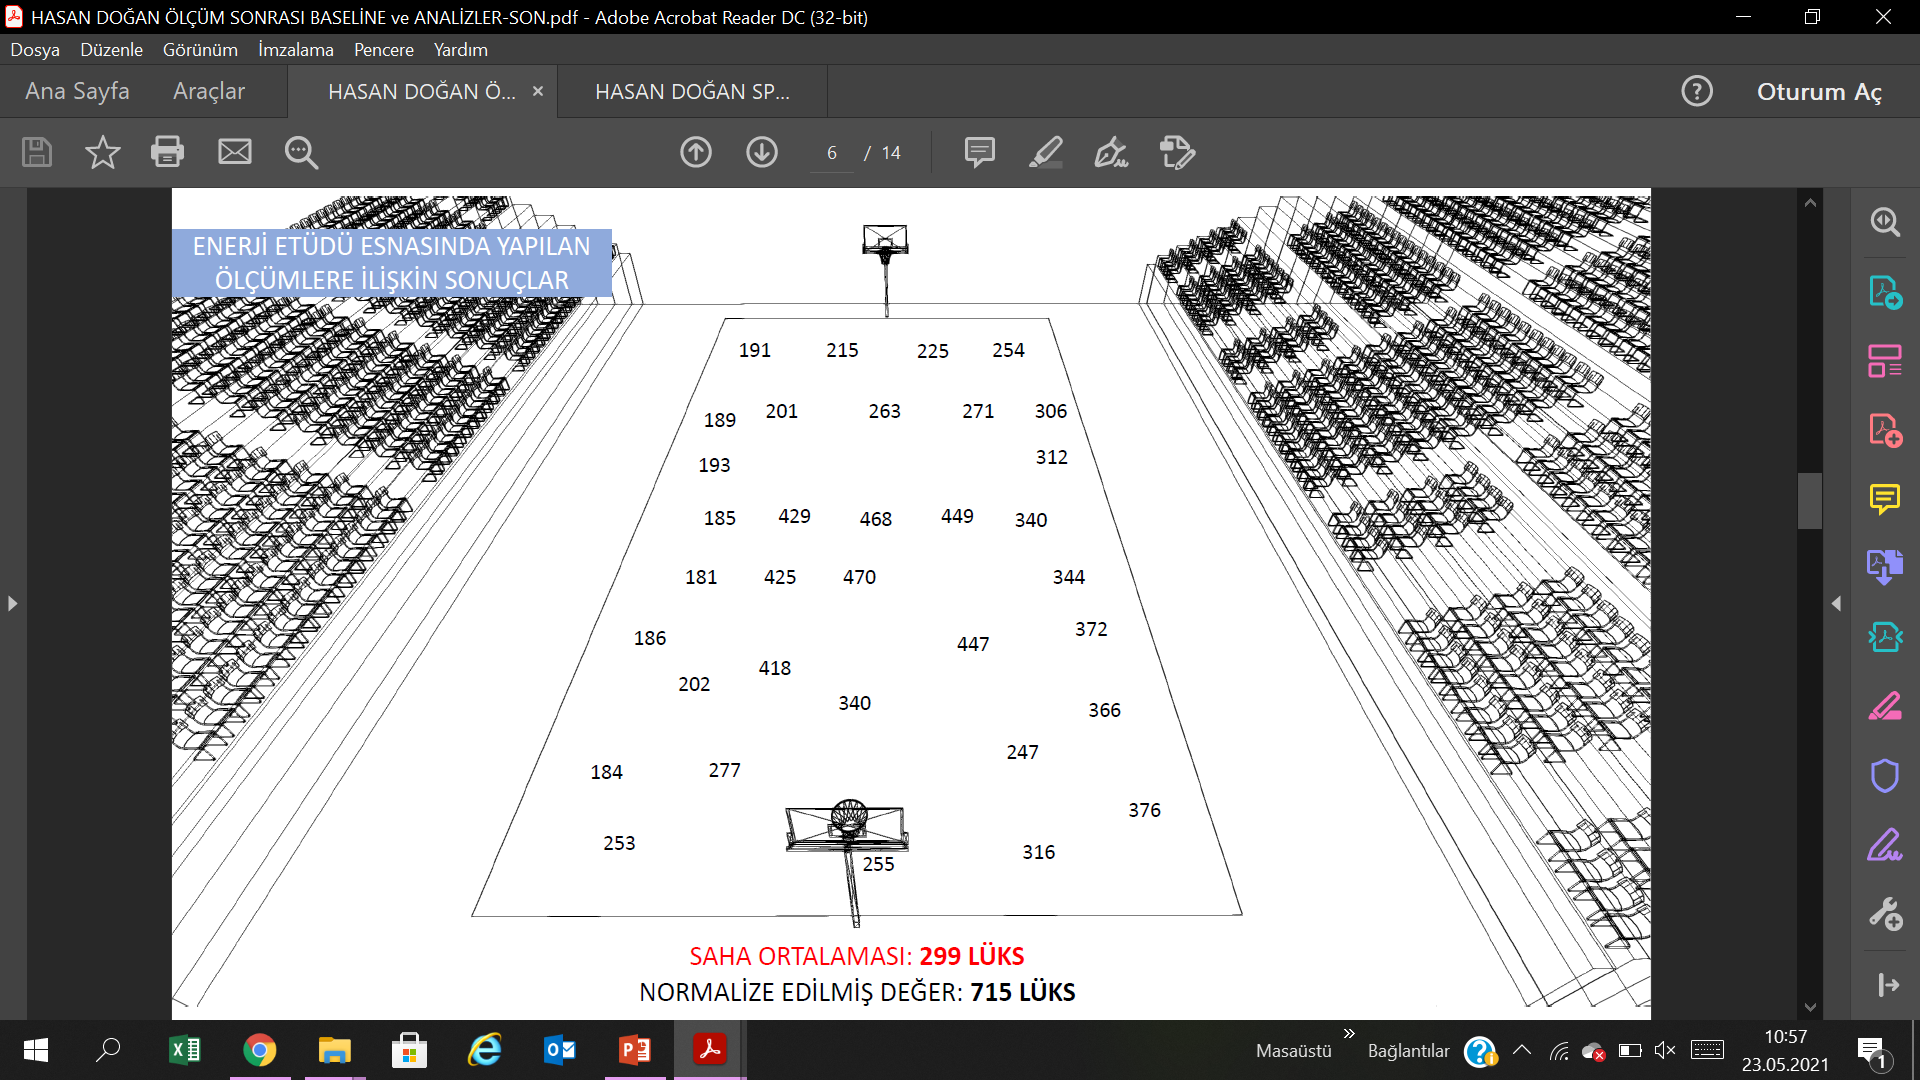 HASAN DOĞAN ÖLÇÜM SONRASI BASELİNE ve ANALİZLER-SON.pdf - Adobe Acrobat Reader DC (32-bit)
Dosya Düzenle Görünüm İmzalama Pencere Yardım
Ana Sayfa Araçlar HASAN DOĞAN Ö... × HASAN DOĞAN SP... Oturum Aç
6 / 14
ENERJİ ETÜDÜ ESNASINDA YAPILAN
ÖLÇÜMLERE İLİŞKİN SONUÇLAR
191 215 225 254
189 201 263 271 306
193 312
185 429 468 449 340
181 425 470 344
186 447 372
202 418
340 366
247
184 277
376
253 255 316
SAHA ORTALAMASI: 299 LÜKS
NORMALİZE EDİLMİŞ DEĞER: 715 LÜKS
Masaüstü » Bağlantılar
10:57
23.05.2021
1